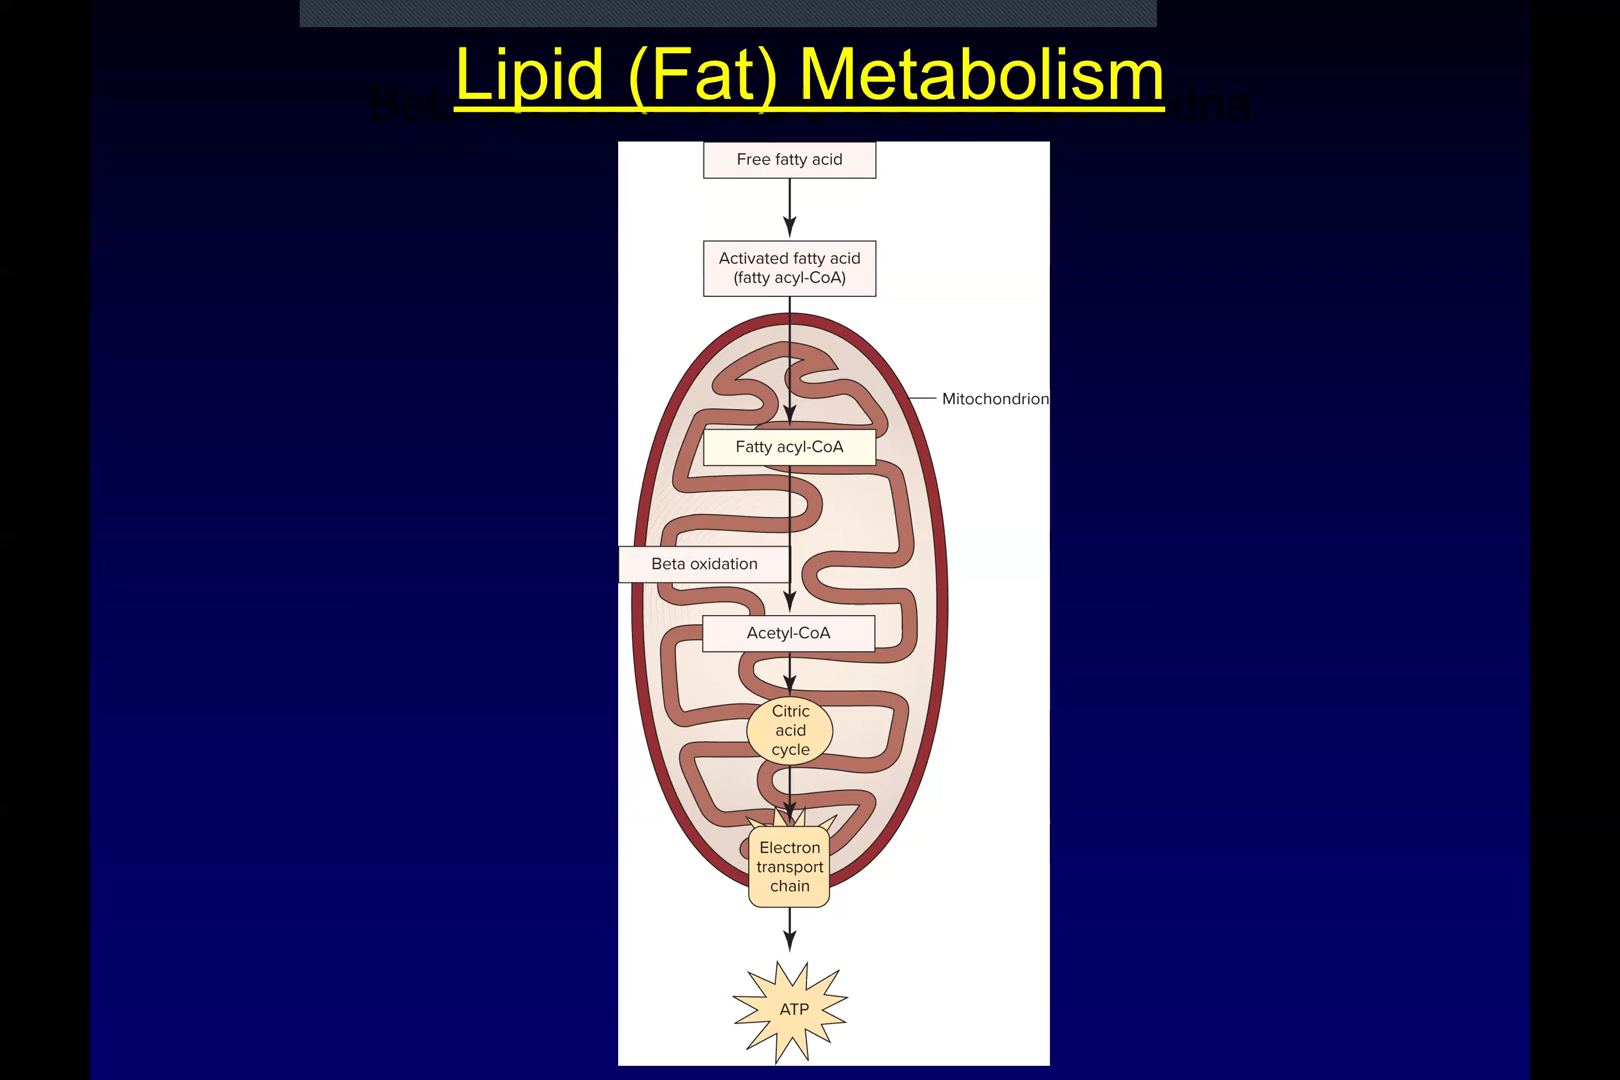 Lipid (Fat) Metabolism
Free fatty acid
Activated fatty acid
(fatty acyl-CoA)
Mitochondrion
Fatty acyl-CoA
Beta oxidation
Acetyl-CoA
Citric
acid
cycle
Electron
transport
chain
ATP